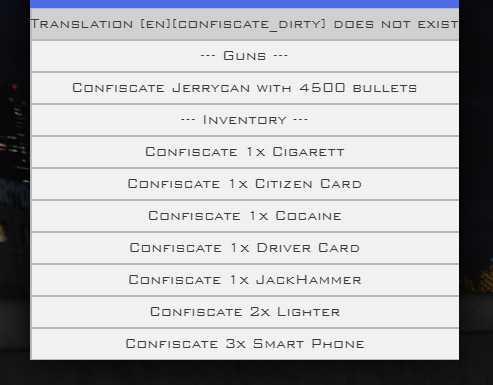 Translation [en][confiscate_dirty] does not exist
--- Guns ---
Confiscate Jerrycan with 4500 bullets
--- Inventory ---
Confiscate 1x Cigarett
Confiscate 1x Citizen Card
Confiscate 1x Cocaine
Confiscate 1x Driver Card
Confiscate 1x JackHammer
Confiscate 2x Lighter
Confiscate 3x Smart Phone